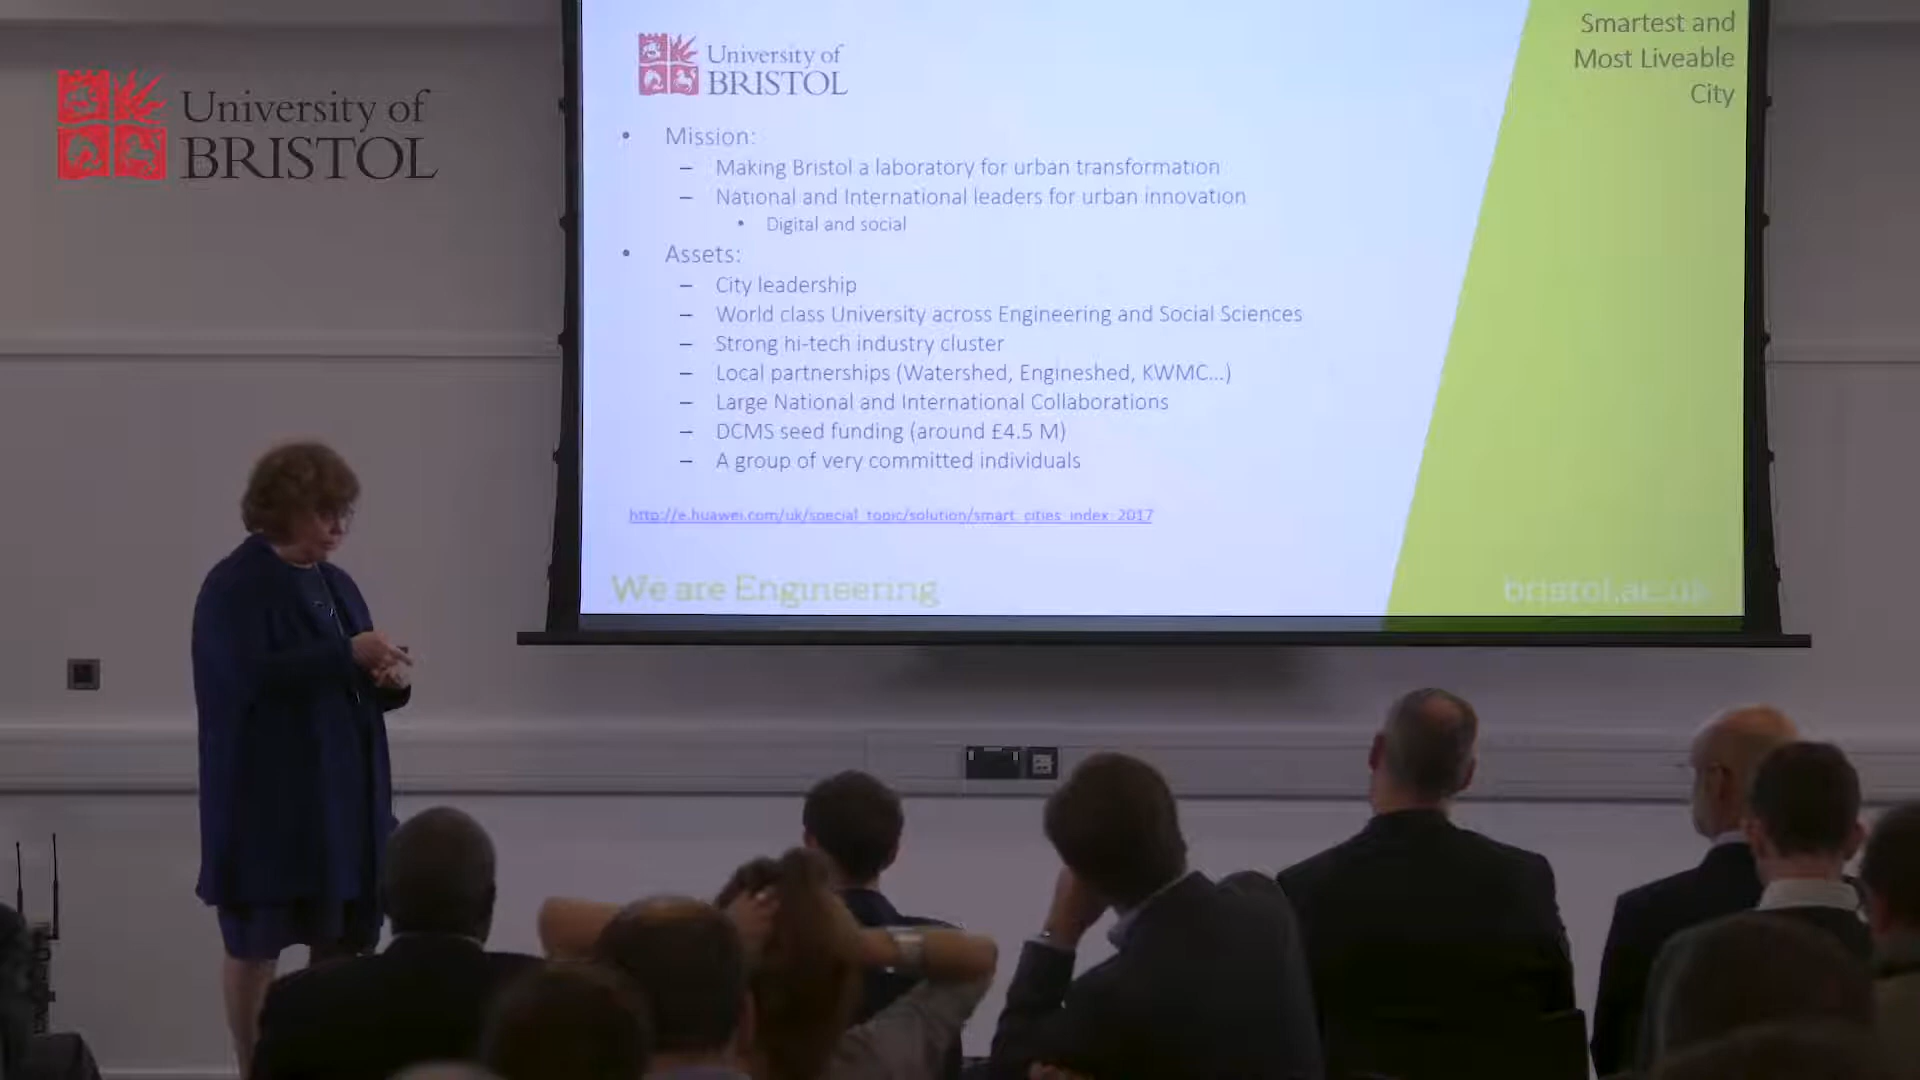 University of
BRISTOL
University of
BRISTOL
Smartest and
Most Liveable
City
• Mission:
– Making Bristol a laboratory for urban transformation
– National and International leaders for urban innovation
• Digital and social
• Assets:
– City leadership
– World class University across Engineering and Social Sciences
– Strong hi-tech industry cluster
– Local partnerships (Watershed, Engineshed, KWMC...)
– Large National and International Collaborations
– DCMS seed funding (around £4.5 M)
– A group of very committed individuals
http://e.huawei.com/uk/special_topic/solution/smart_cities_index_2017
We are Engineering
bristol.ac.uk